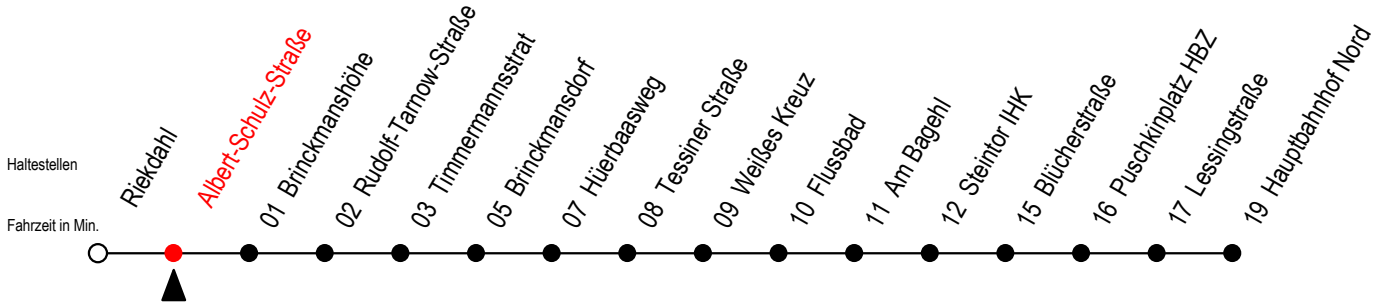 Haltestellen
Fahrzeit in Min.
Riekdahl
Albert-Schulz-Straße
01 Brinckmanshöhe
02 Rudolf-Tarnow-Straße
03 Timmermannsstrat
05 Brinckmansdorf
07 Hüerbaasweg
08 Tessiner Straße
09 Weißes Kreuz
10 Flussbad
11 Am Bagehl
12 Steintor IHK
15 Blücherstraße
16 Puschkinplatz HBZ
17 Lessingstraße
19 Hauptbahnhof Nord